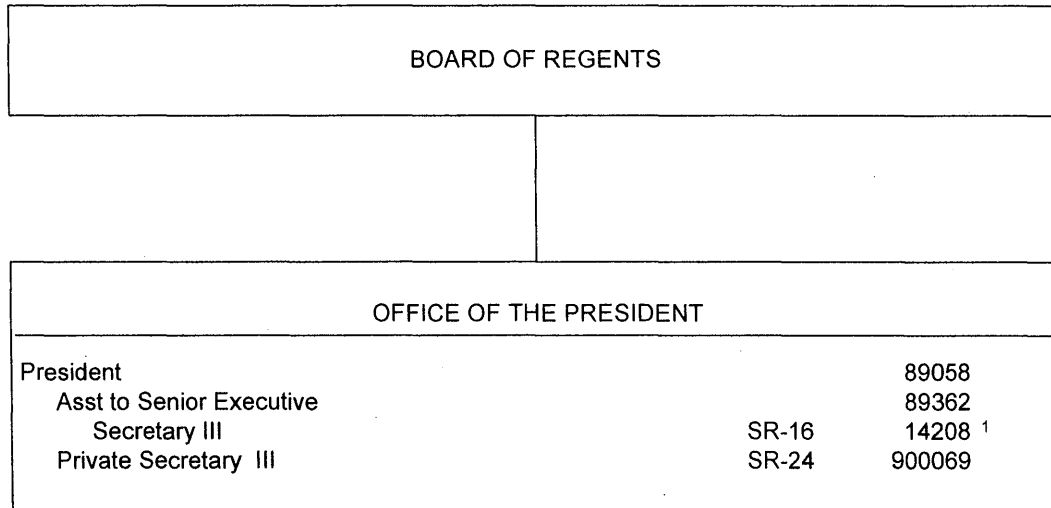 BOARD OF REGENTS
OFFICE OF THE PRESIDENT
President 89058
Asst to Senior Executive 89362
Secretary III SR-16 14208 1
Private Secretary III SR-24 900069